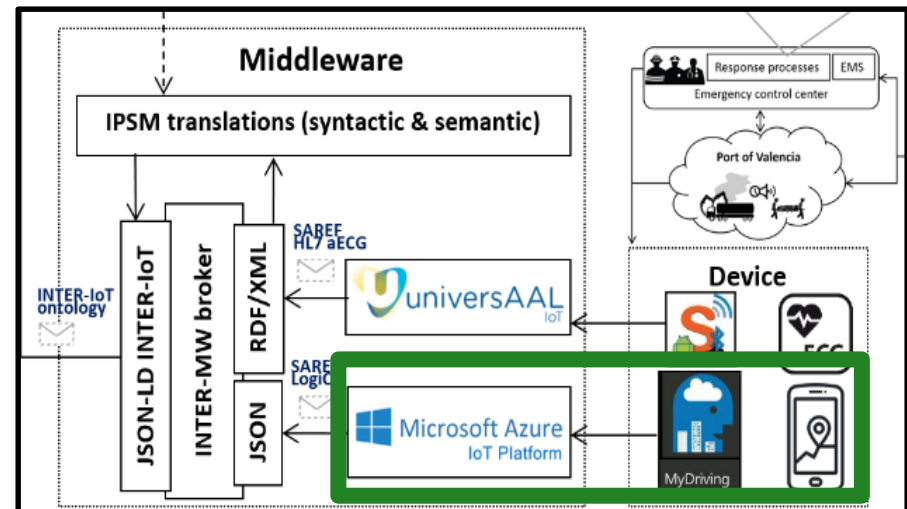 Middleware
IPSM translations (syntactic & semantic)
JSON-LD INTER-IoT
INTER-MW broker
RDF/XML
JSON
INTER-IoT
ontology
SAREF
HL7 aECG
universAAL
IoT
SAREF
Microsoft Azure
IoT Platform
Response processes
EMS
Emergency control center
Port of Valencia
Device
S
ECG
MyDriving